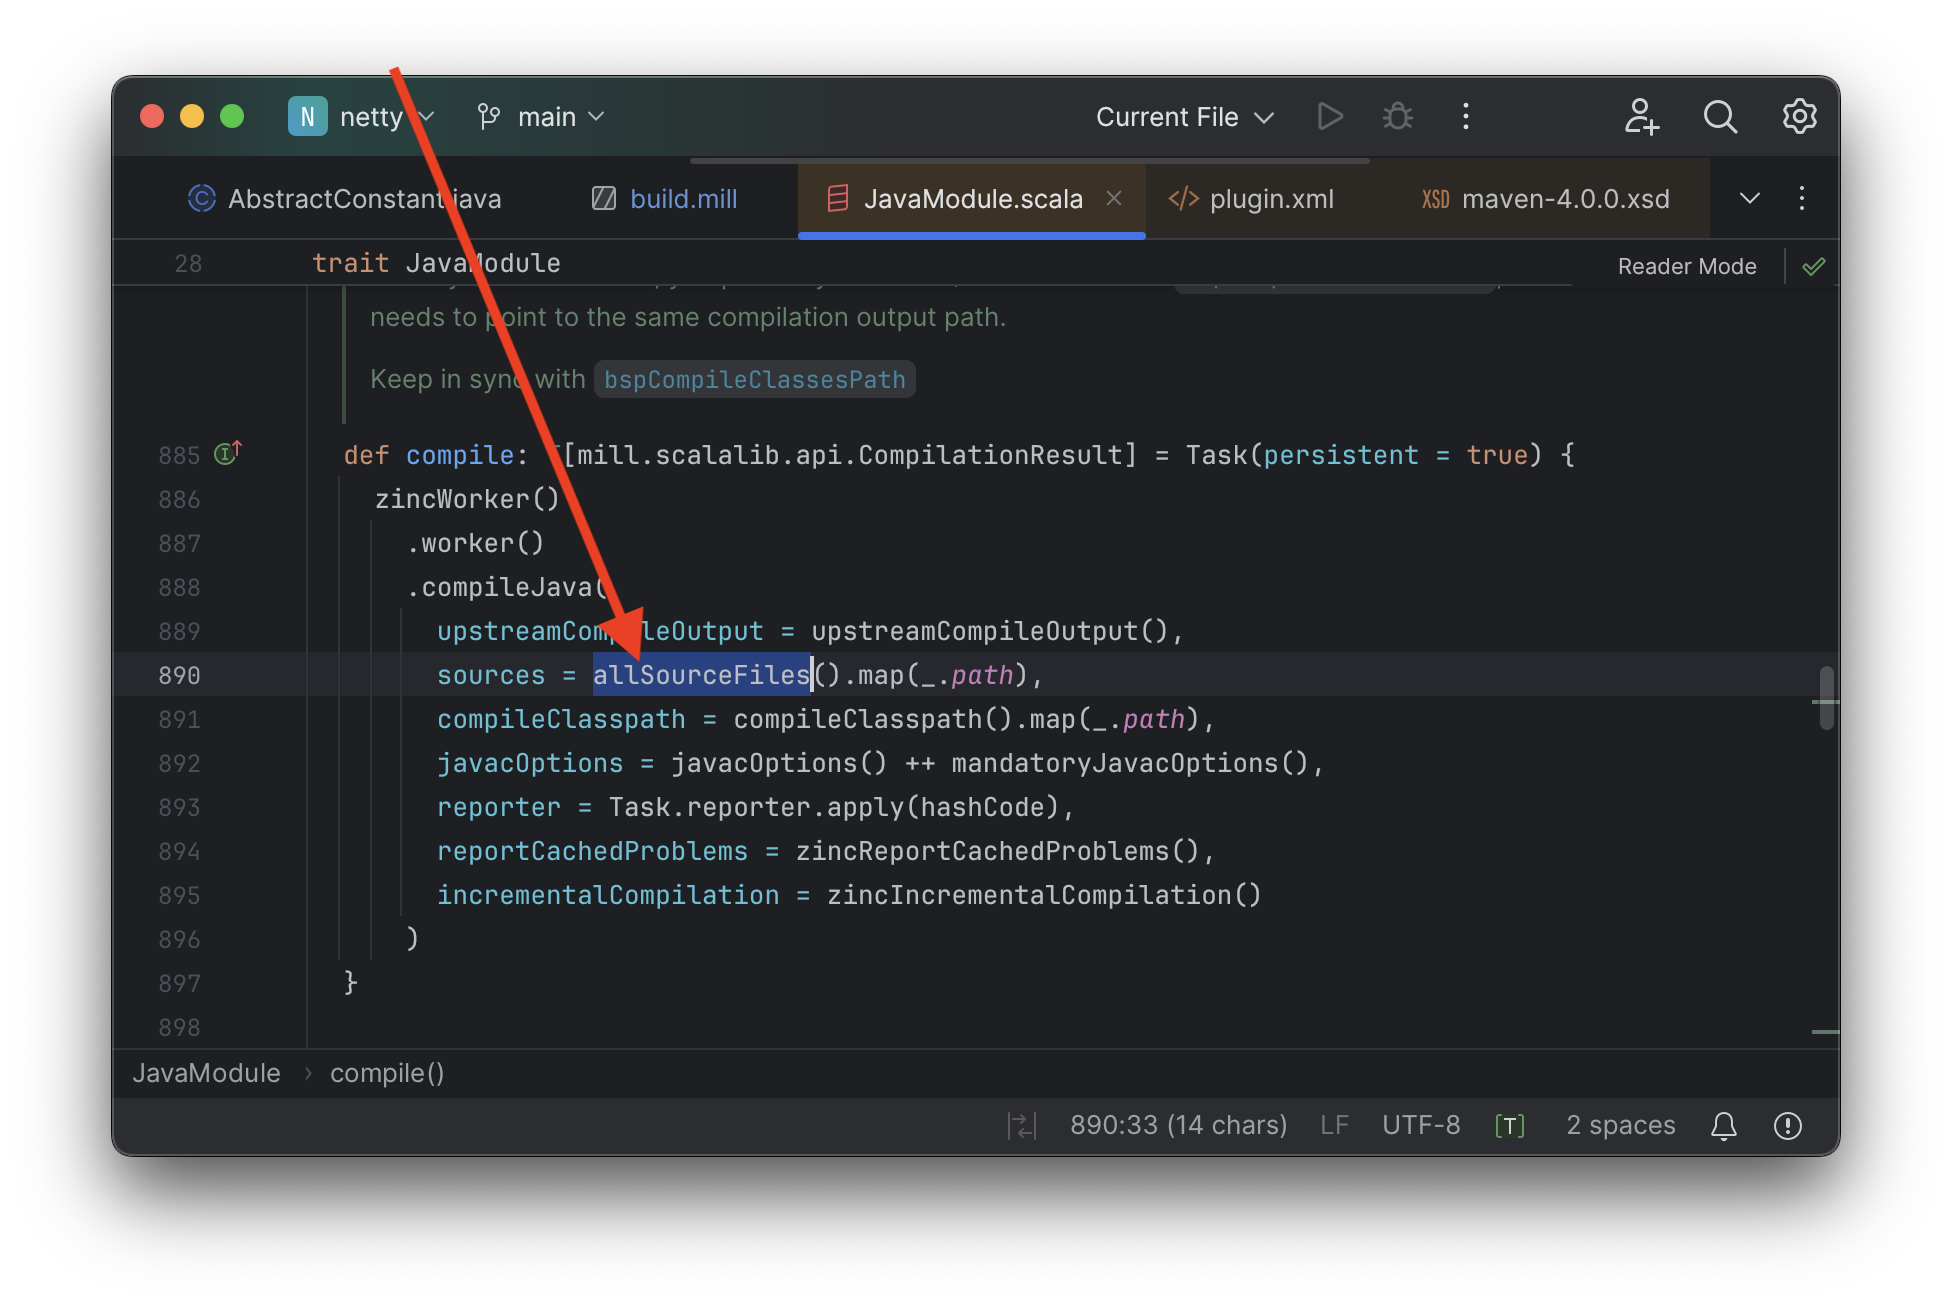 N netty main Current File
AbstractConstant.java build.mill JavaModule.scala plugin.xml XSD maven-4.0.0.xsd
28 trait JavaModule Reader Mode
needs to point to the same compilation output path.
Keep in sync with bspCompileClassesPath
885 def compile: [mill.scalalib.api.CompilationResult] = Task(persistent = true) {
886 zincWorker()
887 .worker()
888 .compileJava(
889 upstreamCompileOutput = upstreamCompileOutput(),
890 sources = allSourceFiles().map(_.path),
891 compileClasspath = compileClasspath().map(_.path),
892 javacOptions = javacOptions() ++ mandatoryJavacOptions(),
893 reporter = Task.reporter.apply(hashCode),
894 reportCachedProblems = zincReportCachedProblems(),
895 incrementalCompilation = zincIncrementalCompilation()
896 )
897 }
898
JavaModule › compile()
890:33 (14 chars) LF UTF-8 [T] 2 spaces